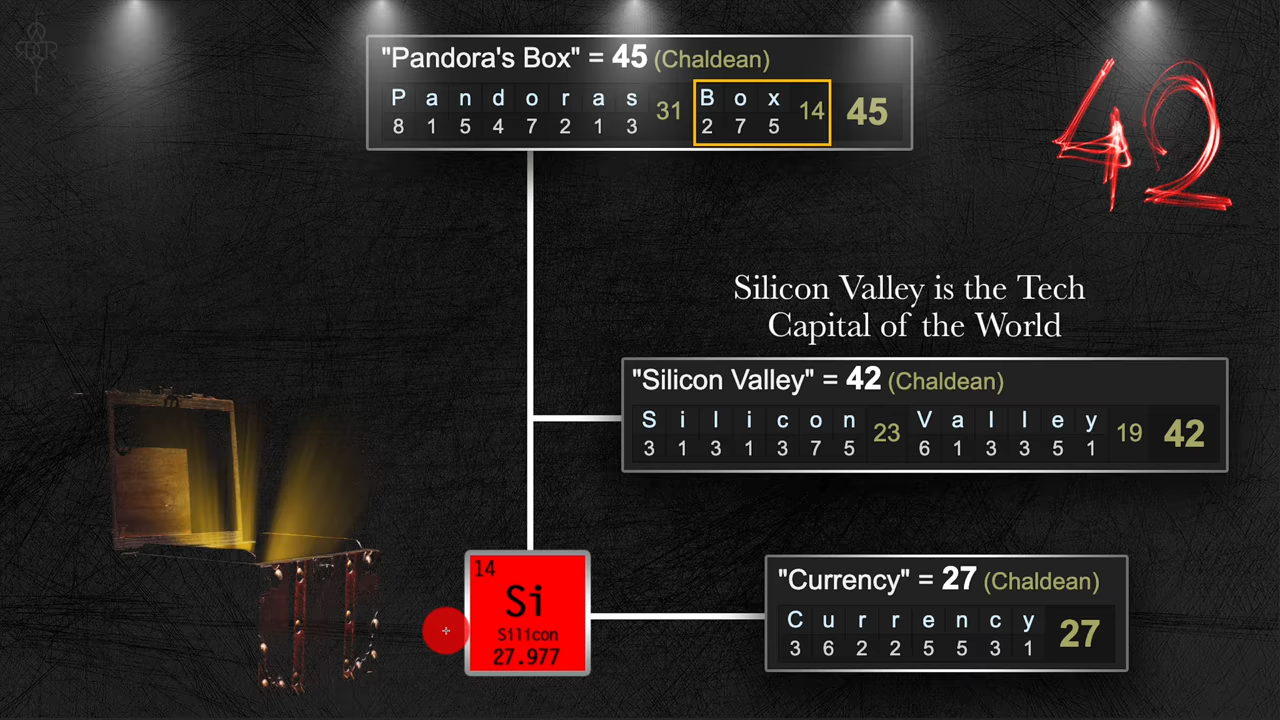 "Pandora's Box" = 45 (Chaldean)
P a n d o r a s 31 B o x 14 45
8 1 5 4 7 2 1 3 2 7 5
42
Silicon Valley is the Tech
Capital of the World
"Silicon Valley" = 42 (Chaldean)
S i l i c o n 23 V a l l e y 19 42
3 1 3 1 3 7 5 6 1 3 3 5 1
14
Si
Silicon
27.977
"Currency" = 27 (Chaldean)
C u r r e n c y 27
3 6 2 2 5 5 3 1